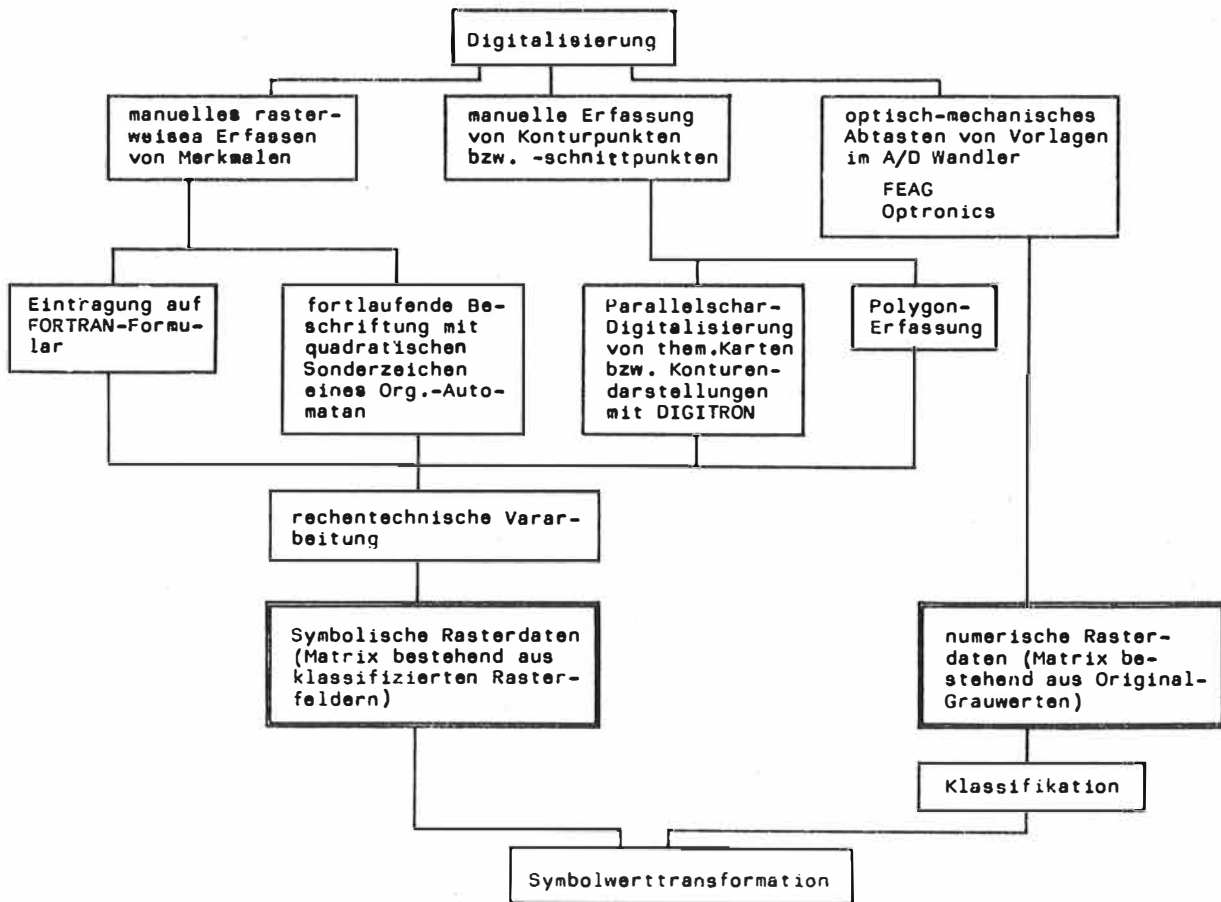 Digitalisierung
manuelles raster-
weisea Erfassen
von Merkmalen
manuelle Erfassung
von Konturpunkten
bzw. -schnittpunkten
optisch-mechanisches
Abtasten von Vorlagen
im A/D Wandler
FEAG
Optronics
Eintragung auf
FORTRAN-Formu-
lar
fortlaufende Be-
schriftung mit
quadratischen
Sonderzeichen
eines Org.-Auto-
matan
Parallelschar-
Digitalisierung
von them.Karten
bzw. Konturen-
darstellungen
mit DIGITRON
Polygon-
Erfassung
rechentechnische Varar-
beitung
Symbolische Rasterdaten
(Matrix bestehend aus
klassifizierten Raster-
feldern)
numerische Raster-
daten (Matrix be-
stehend aus Original-
Grauwerten)
Klassifikation
Symbolwerttransformation